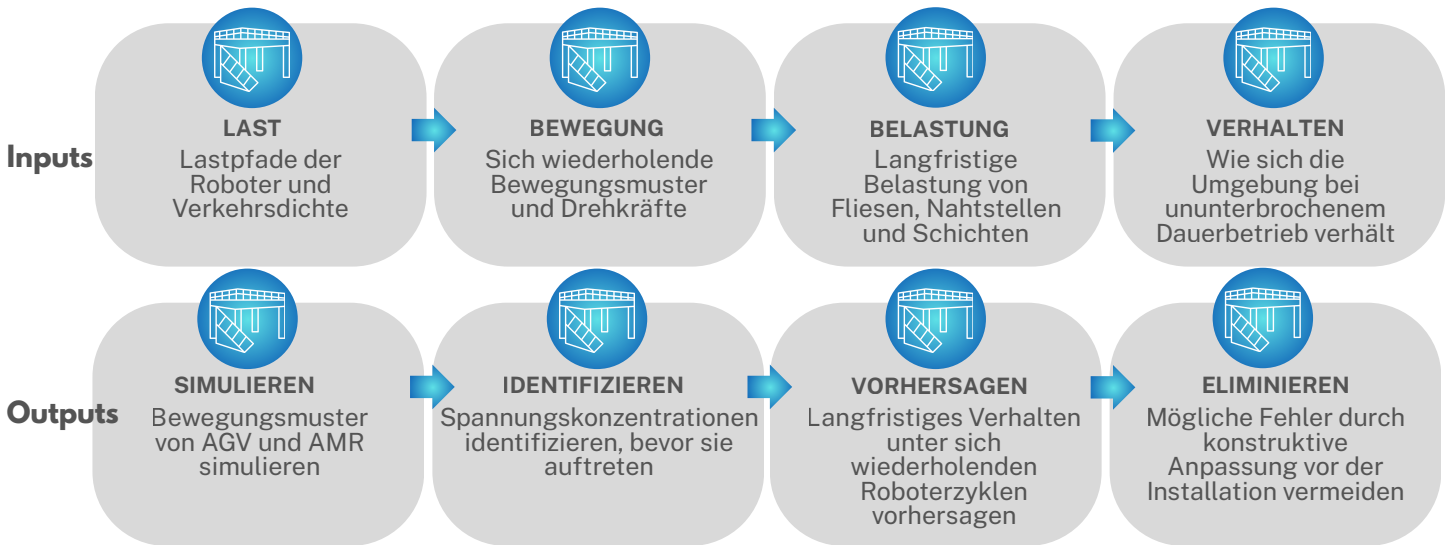 Inputs
LAST
Lastpfade der
Roboter und
Verkehrsdichte
BEWEGUNG
Sich wiederholende
Bewegungsmuster
und Drehkräfte
BELASTUNG
Langfristige
Belastung von
Fliesen, Nahtstellen
und Schichten
VERHALTEN
Wie sich die
Umgebung bei
ununterbrochenem
Dauerbetrieb verhält
Outputs
SIMULIEREN
Bewegungsmuster
von AGV und AMR
simulieren
IDENTIFIZIEREN
Spannungskonzentrationen
identifizieren, bevor sie
auftreten
VORHERSAGEN
Langfristiges Verhalten
unter sich
wiederholenden
Roboterzyklen
vorhersagen
ELIMINIEREN
Mögliche Fehler durch
konstruktive
Anpassung vor der
Installation vermeiden